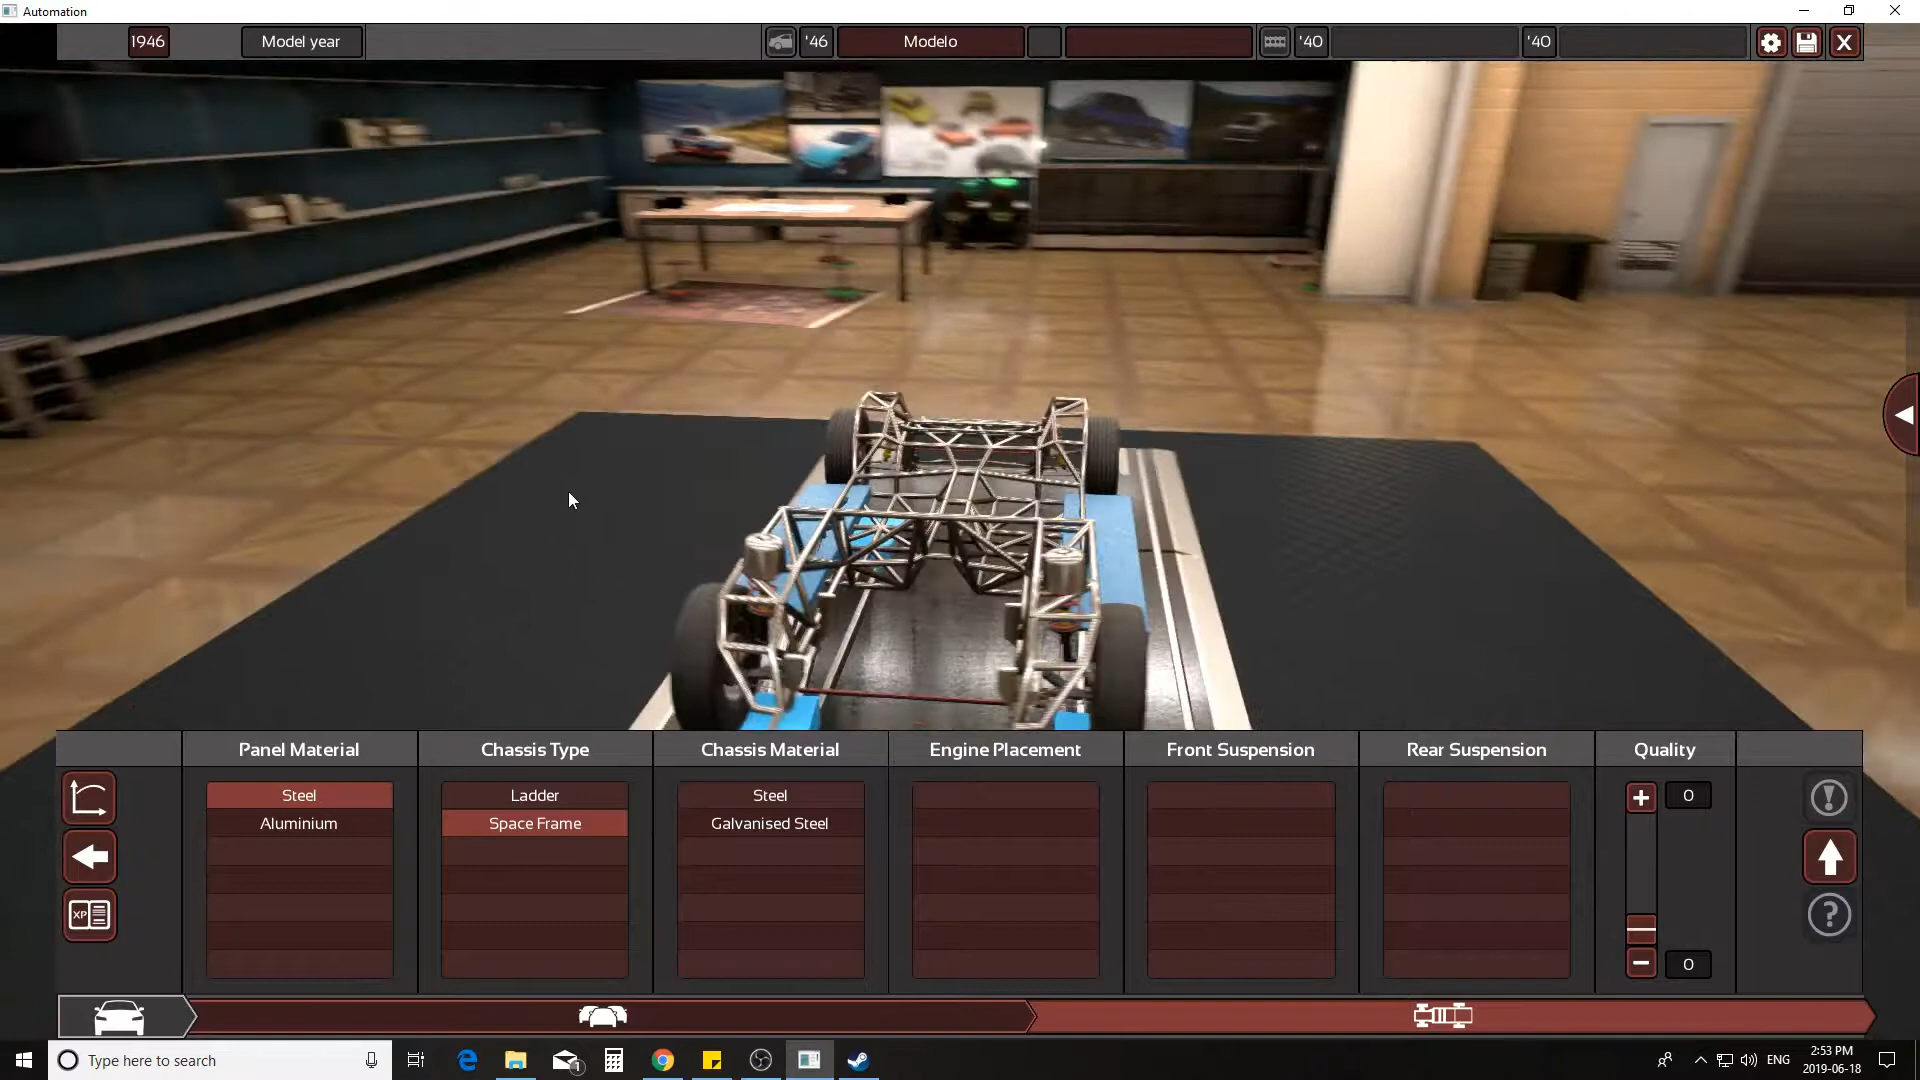 Automation
1946
Model year
'46
Modelo
'40
'40
X
Panel Material
Chassis Type
Chassis Material
Engine Placement
Front Suspension
Rear Suspension
Quality
Steel
Aluminium
Ladder
Space Frame
Steel
Galvanised Steel
0
0
XP
Type here to search
1
ENG
2:53 PM
2019-06-18